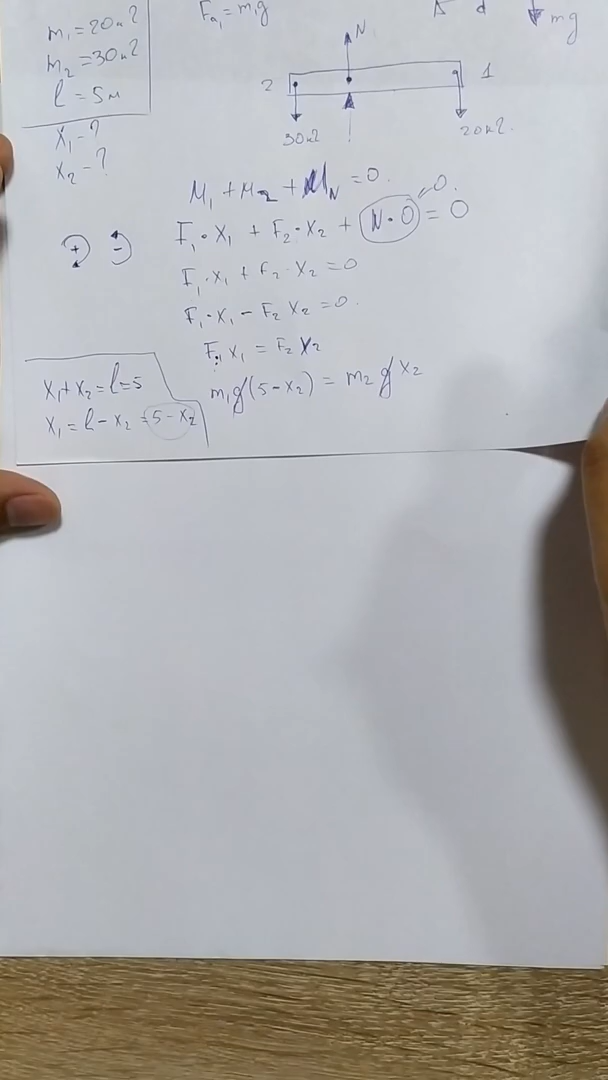 m₁ = 20кг
m₂ = 30кг
l = 5м
x₁ - ?
x₂ - ?
F = m₁g
d
mg
N
2
1
30кг
20кг.
M₁ + M₂ + M_N = 0.
F₁·x₁ + F₂·x₂ + N·0 = 0
0.
F₁·x₁ + F₂·x₂ = 0
F₁·x₁ - F₂x₂ = 0.
F₁x₁ = F₂x₂
m₁g(5-x₂) = m₂gx₂
+ -
x₁ + x₂ = l = 5
x₁ = l - x₂ = 5 - x₂